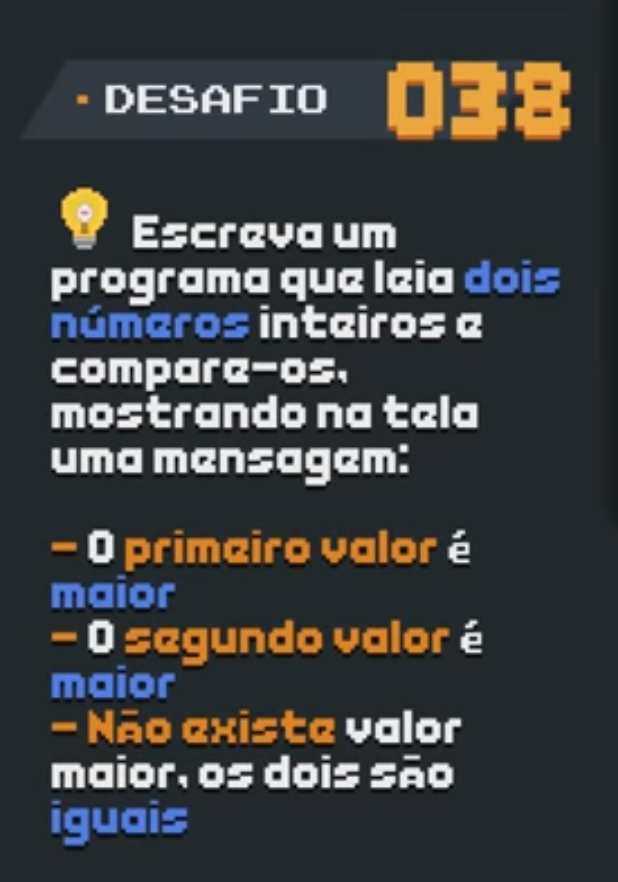 · DESAFIO 038
Escreva um
programa que leia dois
números inteiros e
compare-os,
mostrando na tela
uma mensagem:
- O primeiro valor é
maior
- O segundo valor é
maior
- Não existe valor
maior, os dois são
iguais